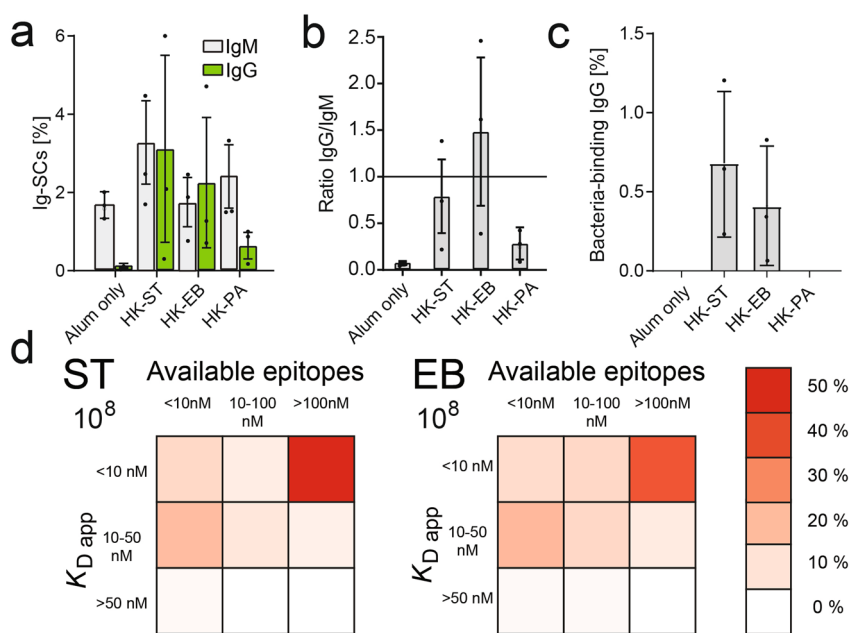 a
Ig-SCs [%]
6
4
2
0
IgM
IgG
Alum only
HK-ST
HK-EB
HK-PA
b
Ratio IgG/IgM
2.5
2.0
1.5
1.0
0.5
0.0
Alum only
HK-ST
HK-EB
HK-PA
c
Bacteria-binding IgG [%]
1.5
1.0
0.5
0.0
Alum only
HK-ST
HK-EB
HK-PA
d
ST
Available epitopes
10⁸
<10nM
10-100
nM
>100nM
<10 nM
10-50
nM
>50 nM
K D app
EB
Available epitopes
10⁸
<10nM
10-100
nM
>100nM
<10 nM
10-50
nM
>50 nM
K D app
50 %
40 %
30 %
20 %
10 %
0 %